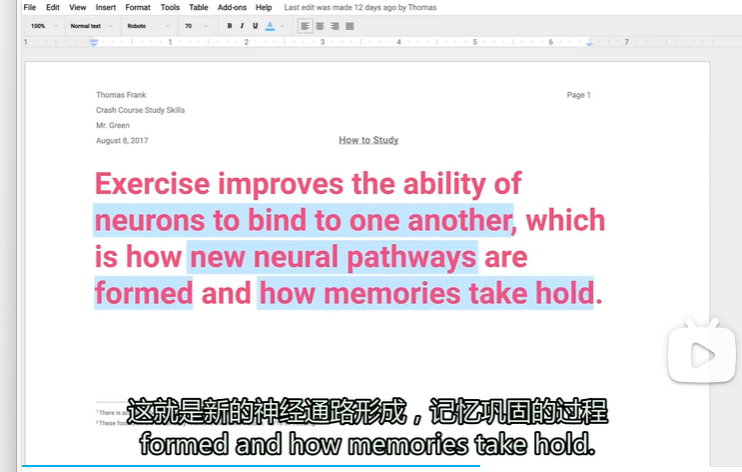 File Edit View Insert Format Tools Table Add-ons Help Last edit was made 12 days ago by Thomas
100% Normal text Roboto 70 B I U A
1 1 2 3 4 5 6 7
Thomas Frank Page 1
Crash Course Study Skills
Mr. Green
August 8, 2017 How to Study
Exercise improves the ability of
neurons to bind to one another, which
is how new neural pathways are
formed and how memories take hold.
¹ There is a
² These foo
这就是新的神经通路形成，记忆巩固的过程
formed and how memories take hold.